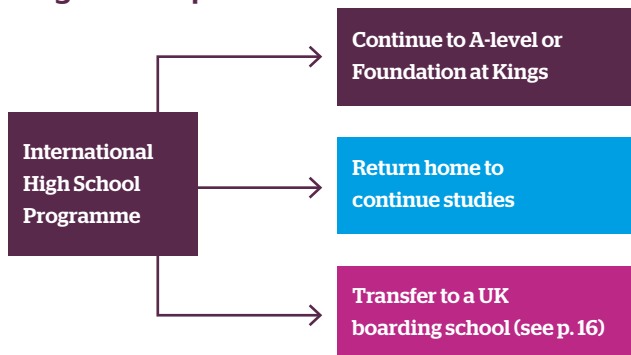 Continue to A-level or
Foundation at Kings
International
High School
Programme
Return home to
continue studies
Transfer to a UK
boarding school (see p. 16)